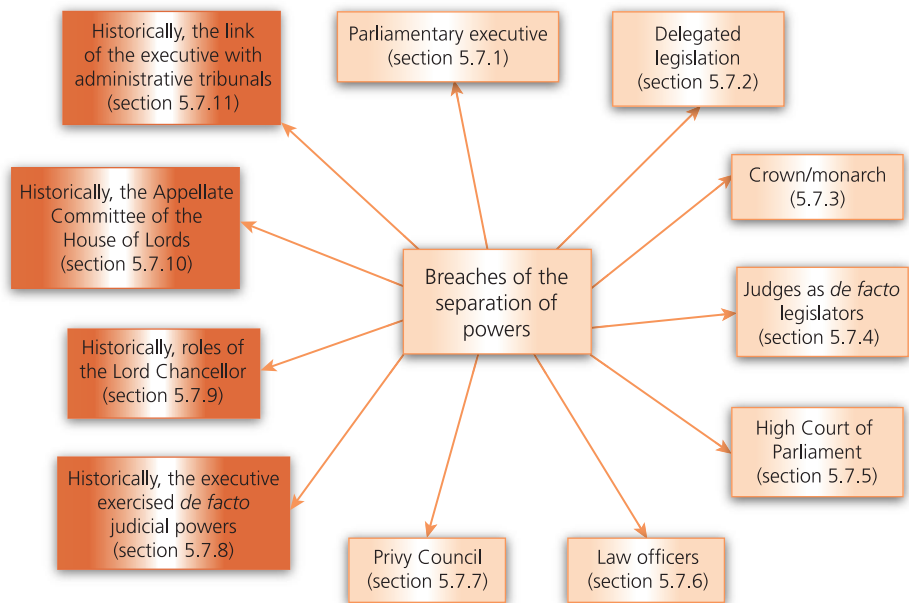 Historically, the link
of the executive with
administrative tribunals
(section 5.7.11)
Parliamentary executive
(section 5.7.1)
Delegated
legislation
(section 5.7.2)
Crown/monarch
(5.7.3)
Judges as de facto
legislators
(section 5.7.4)
High Court of
Parliament
(section 5.7.5)
Law officers
(section 5.7.6)
Privy Council
(section 5.7.7)
Historically, the executive
exercised de facto
judicial powers
(section 5.7.8)
Historically, roles of
the Lord Chancellor
(section 5.7.9)
Historically, the Appellate
Committee of the
House of Lords
(section 5.7.10)
Breaches of the
separation of
powers